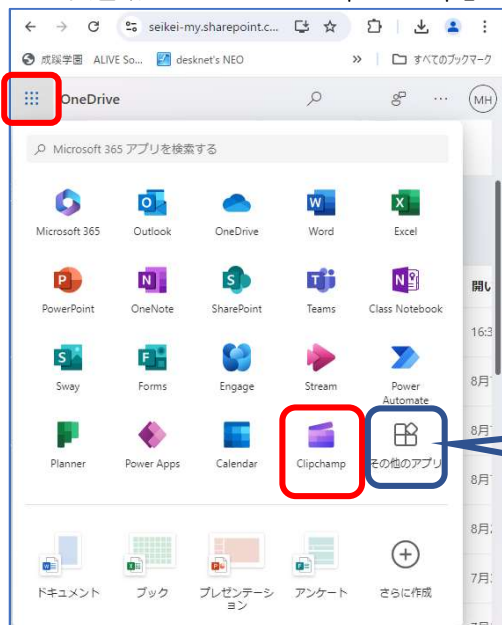 seikei-my.sharepoint.c...
成蹊学園 ALIVE So... desknet's NEO » すべてのブックマーク
OneDrive ... MH
Microsoft 365 アプリを検索する
Microsoft 365 Outlook OneDrive Word Excel
PowerPoint OneNote SharePoint Teams Class Notebook
開い
16:3
Sway Forms Engage Stream Power Automate
8月
Planner Power Apps Calendar Clipchamp その他のアプリ
8月
8月
8月
ドキュメント ブック プレゼンテーション アンケート さらに作成
7月